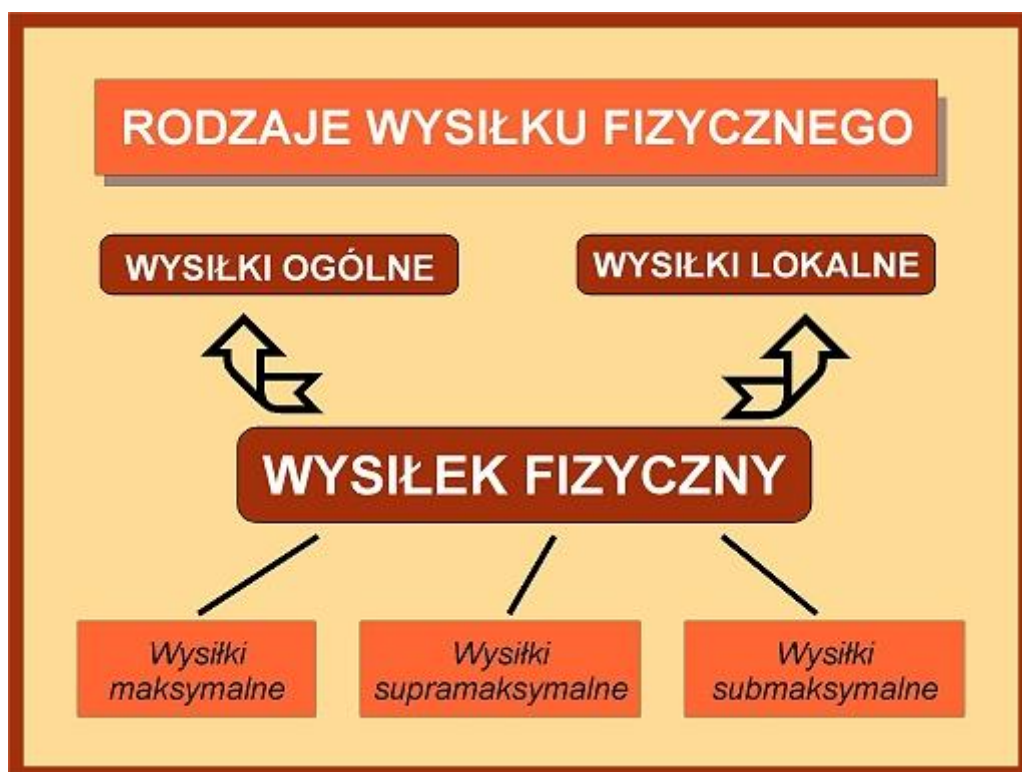 RODZAJE WYSIŁKU FIZYCZNEGO
WYSIŁKI OGÓLNE
WYSIŁKI LOKALNE
WYSIŁEK FIZYCZNY
Wysiłki
maksymalne
Wysiłki
supramaksymalne
Wysiłki
submaksymalne